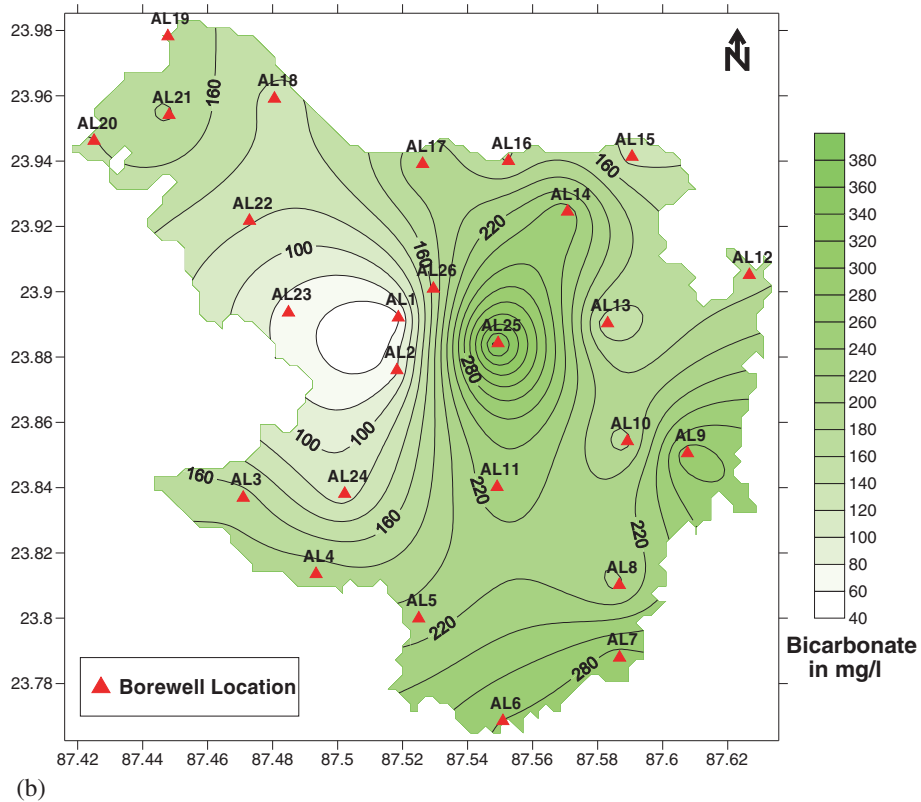 23.98
23.96
23.94
23.92
23.9
23.88
23.86
23.84
23.82
23.8
23.78
87.42 87.44 87.46 87.48 87.5 87.52 87.54 87.56 87.58 87.6 87.62
N
AL19
AL18
AL21
AL20
AL17
AL16
AL15
AL14
AL22
AL12
AL26
AL23
AL1
AL13
AL25
AL2
AL10
AL9
AL3
AL24
AL11
AL4
AL8
AL5
AL7
AL6
160
160
220
100
160
280
100
100
160
160
220
220
220
280
380
360
340
320
300
280
260
240
220
200
180
160
140
120
100
80
60
40
Bicarbonate
in mg/l
Borewell Location
(b)